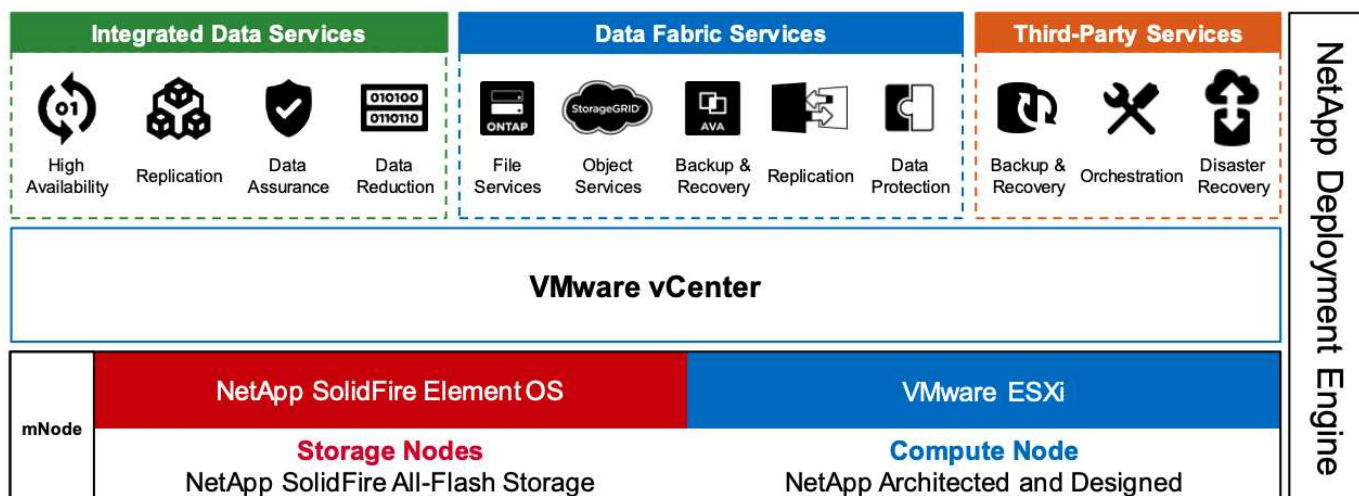 Integrated Data Services
Data Fabric Services
Third-Party Services
01
010100
0110110
ONTAP
StorageGRID®
AVA
High
Availability
Replication
Data
Assurance
Data
Reduction
File
Services
Object
Services
Backup &
Recovery
Replication
Data
Protection
Backup &
Recovery
Orchestration
Disaster
Recovery
VMware vCenter
mNode
NetApp SolidFire Element OS
VMware ESXi
Storage Nodes
NetApp SolidFire All-Flash Storage
Compute Node
NetApp Architected and Designed
NetApp Deployment Engine